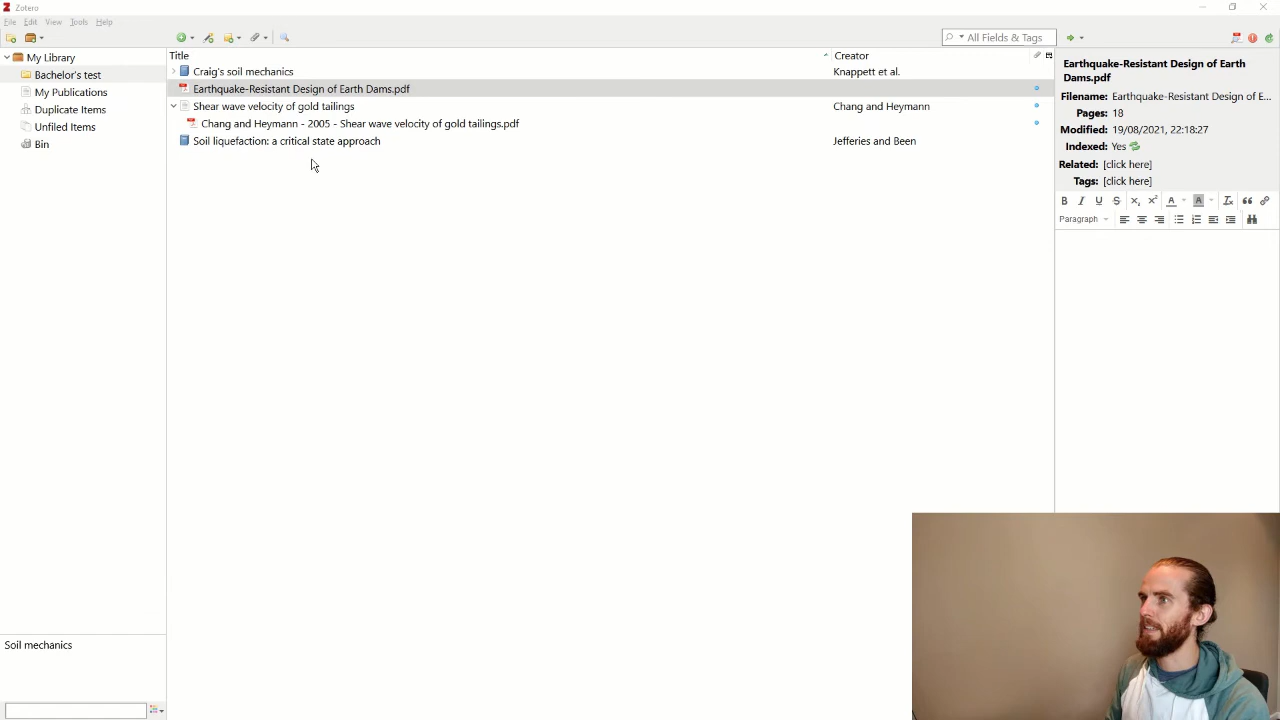 Zotero
File Edit View Tools Help
All Fields & Tags
My Library
Bachelor's test
My Publications
Duplicate Items
Unfiled Items
Bin
Title Creator
Craig's soil mechanics Knappett et al.
Earthquake-Resistant Design of Earth Dams.pdf
Shear wave velocity of gold tailings Chang and Heymann
Chang and Heymann - 2005 - Shear wave velocity of gold tailings.pdf
Soil liquefaction: a critical state approach Jefferies and Been
Earthquake-Resistant Design of Earth
Dams.pdf
Filename: Earthquake-Resistant Design of E...
Pages: 18
Modified: 19/08/2021, 22:18:27
Indexed: Yes
Related: [click here]
Tags: [click here]
B I U S X₂ X² A A
Paragraph
Soil mechanics